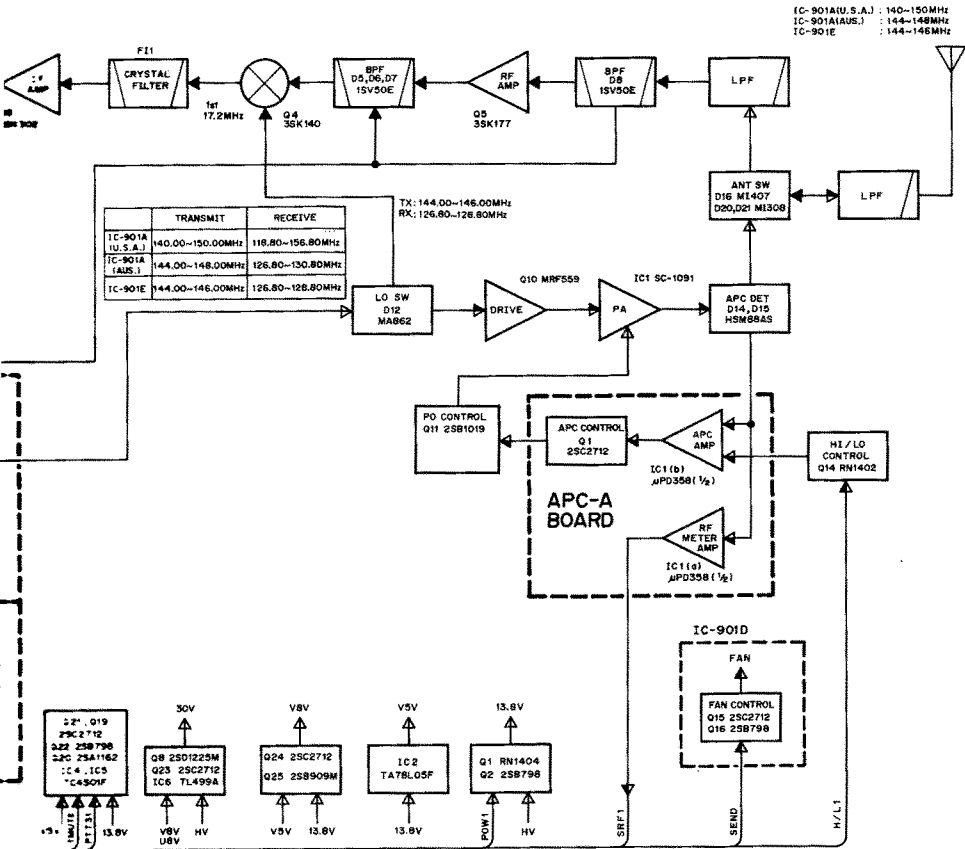 IC-901A(U.S.A.) : 140~150MHz
IC-901A(AUS.) : 144~148MHz
IC-901E : 144~146MHz
FI1
IF
AMP
CRYSTAL
FILTER
1st
17.2MHz
Q4
3SK140
BPF
D5,D6,D7
1SV50E
RF
AMP
Q5
3SK177
BPF
D8
1SV50E
LPF
ANT SW
D16 MI407
D20,D21 MI308
LPF
TX:144.00~146.00MHz
RX:126.80~128.80MHz
TRANSMIT RECEIVE
IC-901A (U.S.A.) 140.00~150.00MHz 118.80~156.80MHz
IC-901A (AUS.) 144.00~148.00MHz 126.80~130.80MHz
IC-901E 144.00~146.00MHz 126.80~128.80MHz
LO SW
D12
MA862
DRIVE
Q10 MRF559
PA
IC1 SC-1091
APC DET
D14,D15
HSM88AS
PO CONTROL
Q11 2SB1019
APC CONTROL
Q1
2SC2712
APC
AMP
IC1(b)
μPD358(1/2)
HI/LO
CONTROL
Q14 RN1402
APC-A
BOARD
RF
METER
AMP
IC1(a)
μPD358(1/2)
IC-901D
FAN
FAN CONTROL
Q15 2SC2712
Q16 2SB798
30V
V8V
V5V
13.8V
Q21,Q19
2SC2712
Q22 2SB798
Q20 2SA1162
IC4,IC5
TC4S01F
Q8 2SD1225M
Q23 2SC2712
IC6 TL499A
Q24 2SC2712
Q25 2SB909M
IC2
TA78L05F
Q1 RN1404
Q2 2SB798
13.8V
V8V
U8V
HV
V5V
13.8V
13.8V
POW1
HV
SRF1
SEND
H/L1